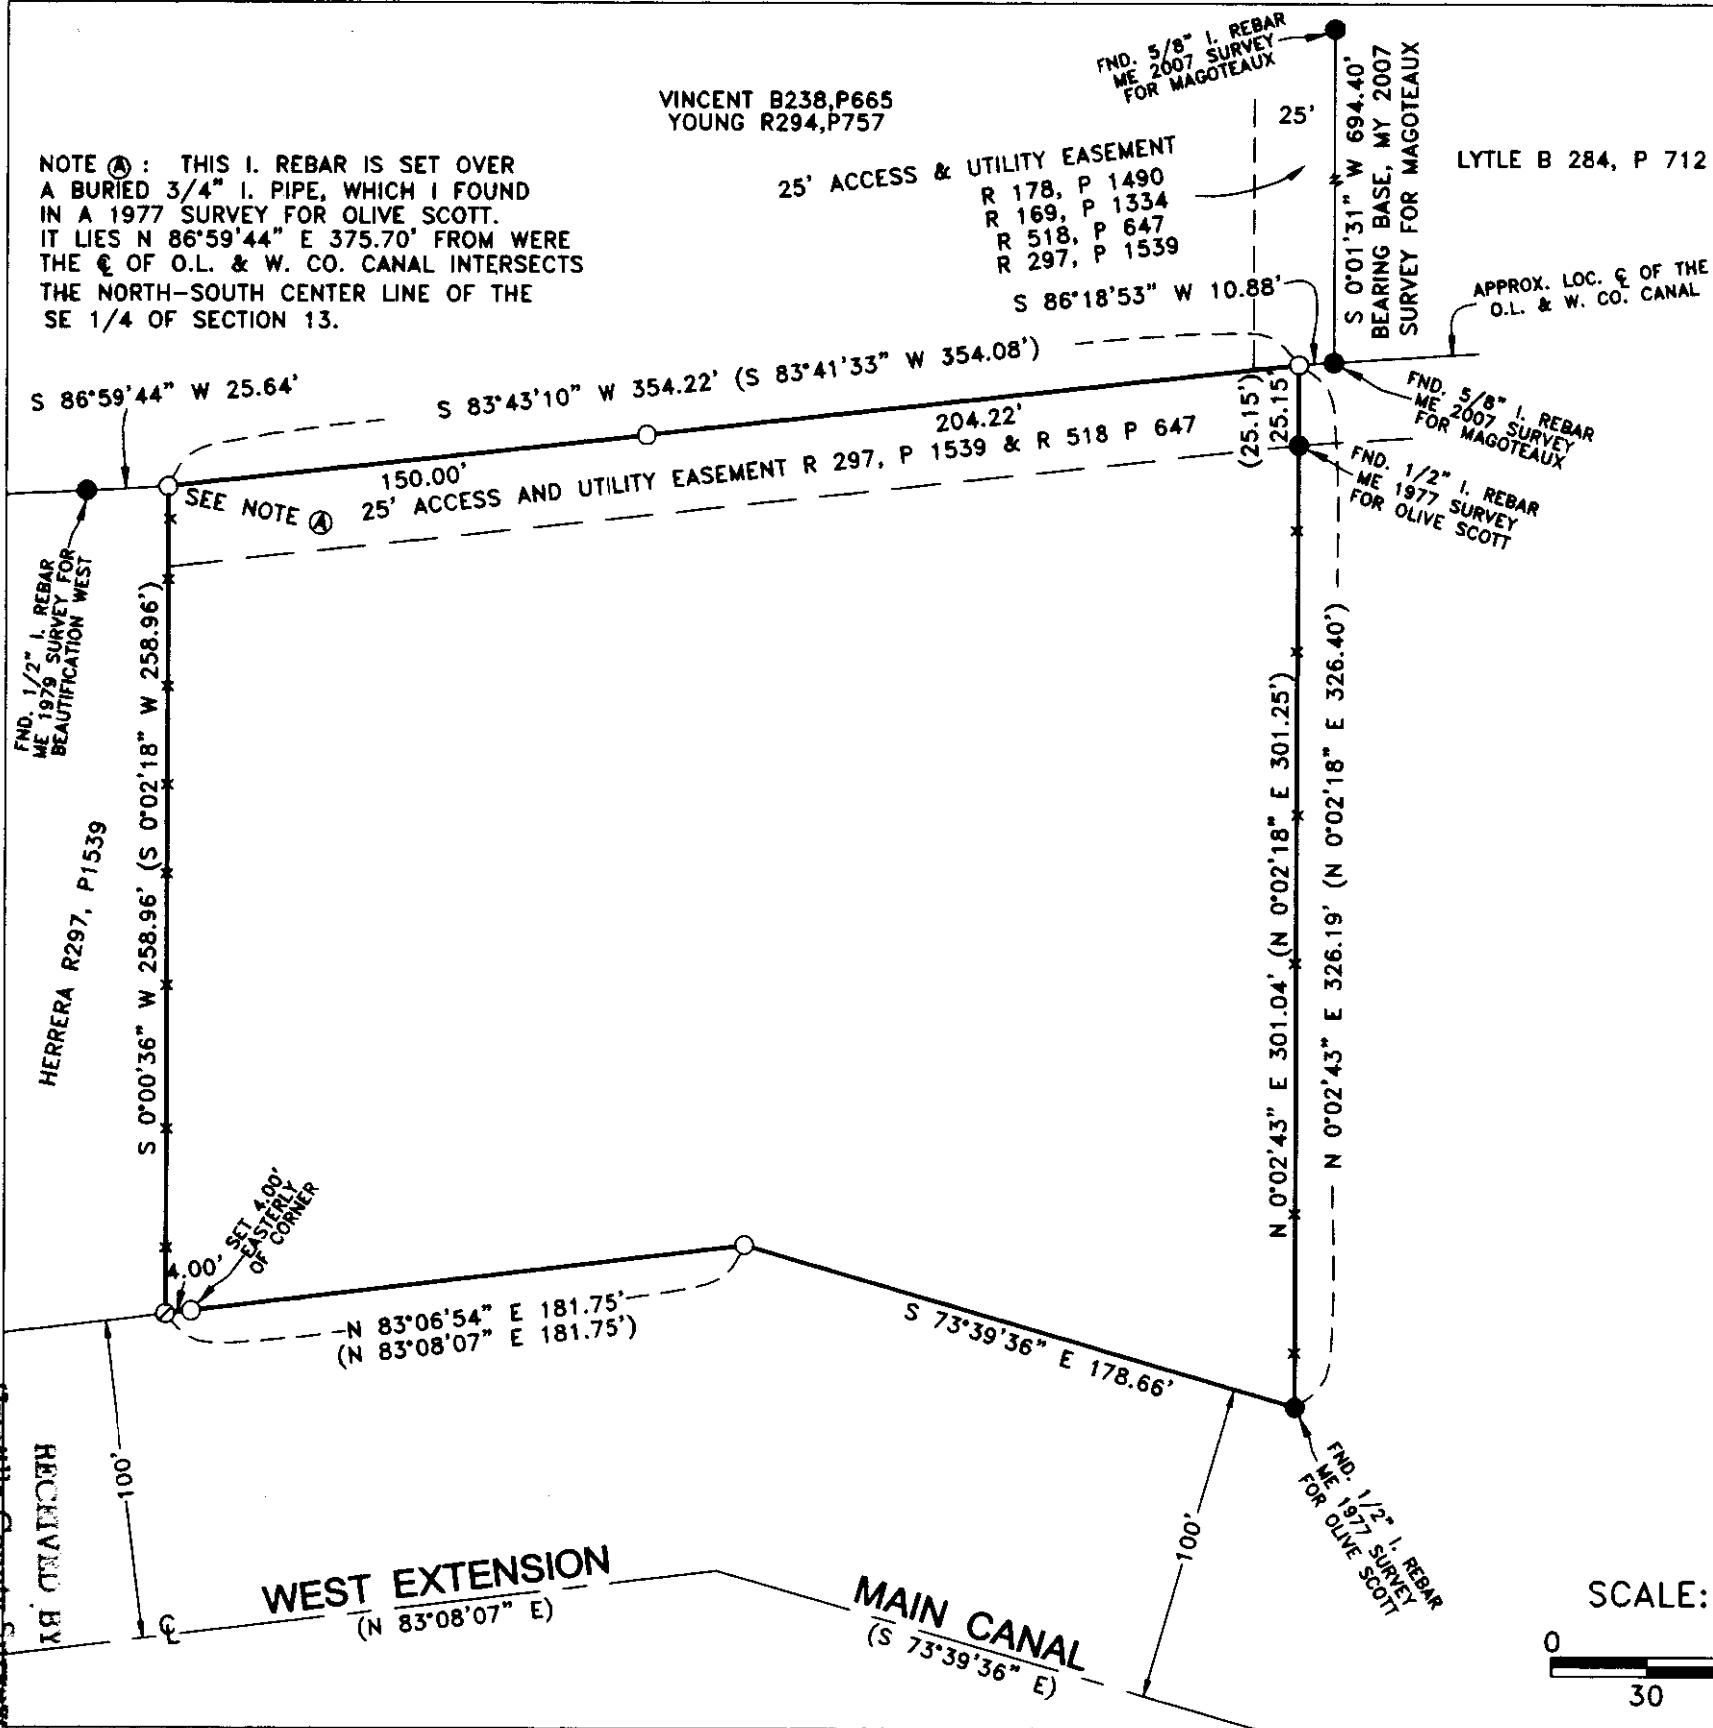 FND. 5/8" I. REBAR
ME 2007 SURVEY
FOR MAGOTEAUX
VINCENT B238,P665
YOUNG R294,P757
25'
S 0°01'31" W 694.40'
BEARING BASE, MY 2007
SURVEY FOR MAGOTEAUX
LYTLE B 284, P 712
NOTE Ⓐ : THIS I. REBAR IS SET OVER
A BURIED 3/4" I. PIPE, WHICH I FOUND
IN A 1977 SURVEY FOR OLIVE SCOTT.
IT LIES N 86°59'44" E 375.70' FROM WERE
THE ℄ OF O.L. & W. CO. CANAL INTERSECTS
THE NORTH-SOUTH CENTER LINE OF THE
SE 1/4 OF SECTION 13.
25' ACCESS & UTILITY EASEMENT
R 178, P 1490
R 169, P 1334
R 518, P 647
R 297, P 1539
S 86°18'53" W 10.88'
APPROX. LOC. ℄ OF THE
O.L. & W. CO. CANAL
S 86°59'44" W 25.64'
S 83°43'10" W 354.22' (S 83°41'33" W 354.08')
204.22'
150.00'
(25.15')
25.15'
FND. 5/8" I. REBAR
ME 2007 SURVEY
FOR MAGOTEAUX
SEE NOTE Ⓐ
25' ACCESS AND UTILITY EASEMENT R 297, P 1539 & R 518 P 647
FND. 1/2" I. REBAR
ME 1977 SURVEY
FOR OLIVE SCOTT
FND. 1/2" I. REBAR
ME 1979 SURVEY FOR
BEAUTIFICATION WEST
HERRERA R297, P1539
S 0°00'36" W 258.96' (S 0°02'18" W 258.96')
N 0°02'43" E 301.04' (N 0°02'18" E 301.25')
N 0°02'43" E 326.19' (N 0°02'18" E 326.40')
4.00'
SET 4.00'
EASTERLY
OF CORNER
N 83°06'54" E 181.75'
(N 83°08'07" E 181.75')
S 73°39'36" E 178.66'
100'
100'
FND. 1/2" I. REBAR
ME 1977 SURVEY
FOR OLIVE SCOTT
RECEIVED BY
℄
WEST EXTENSION
(N 83°08'07" E)
MAIN CANAL
(S 73°39'36" E)
SCALE:
0
30